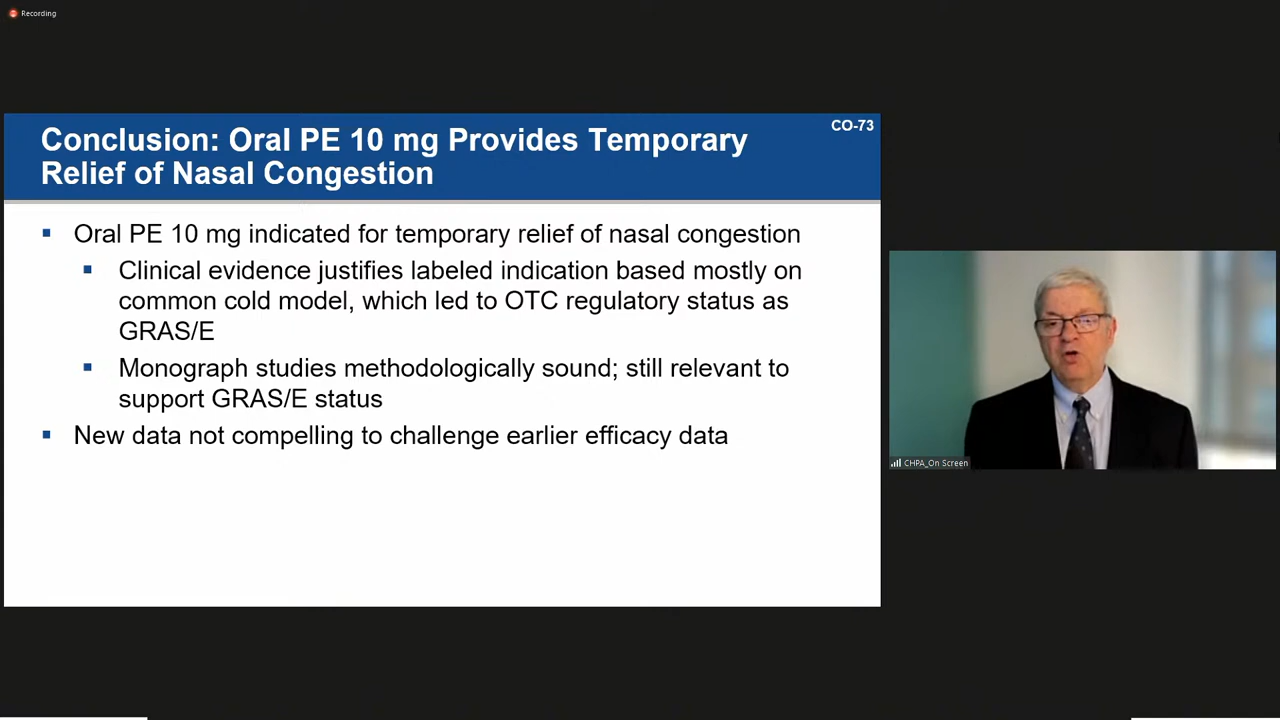 Recording
CO-73
Conclusion: Oral PE 10 mg Provides Temporary
Relief of Nasal Congestion
Oral PE 10 mg indicated for temporary relief of nasal congestion
Clinical evidence justifies labeled indication based mostly on
common cold model, which led to OTC regulatory status as
GRAS/E
Monograph studies methodologically sound; still relevant to
support GRAS/E status
New data not compelling to challenge earlier efficacy data
CHPA_On Screen